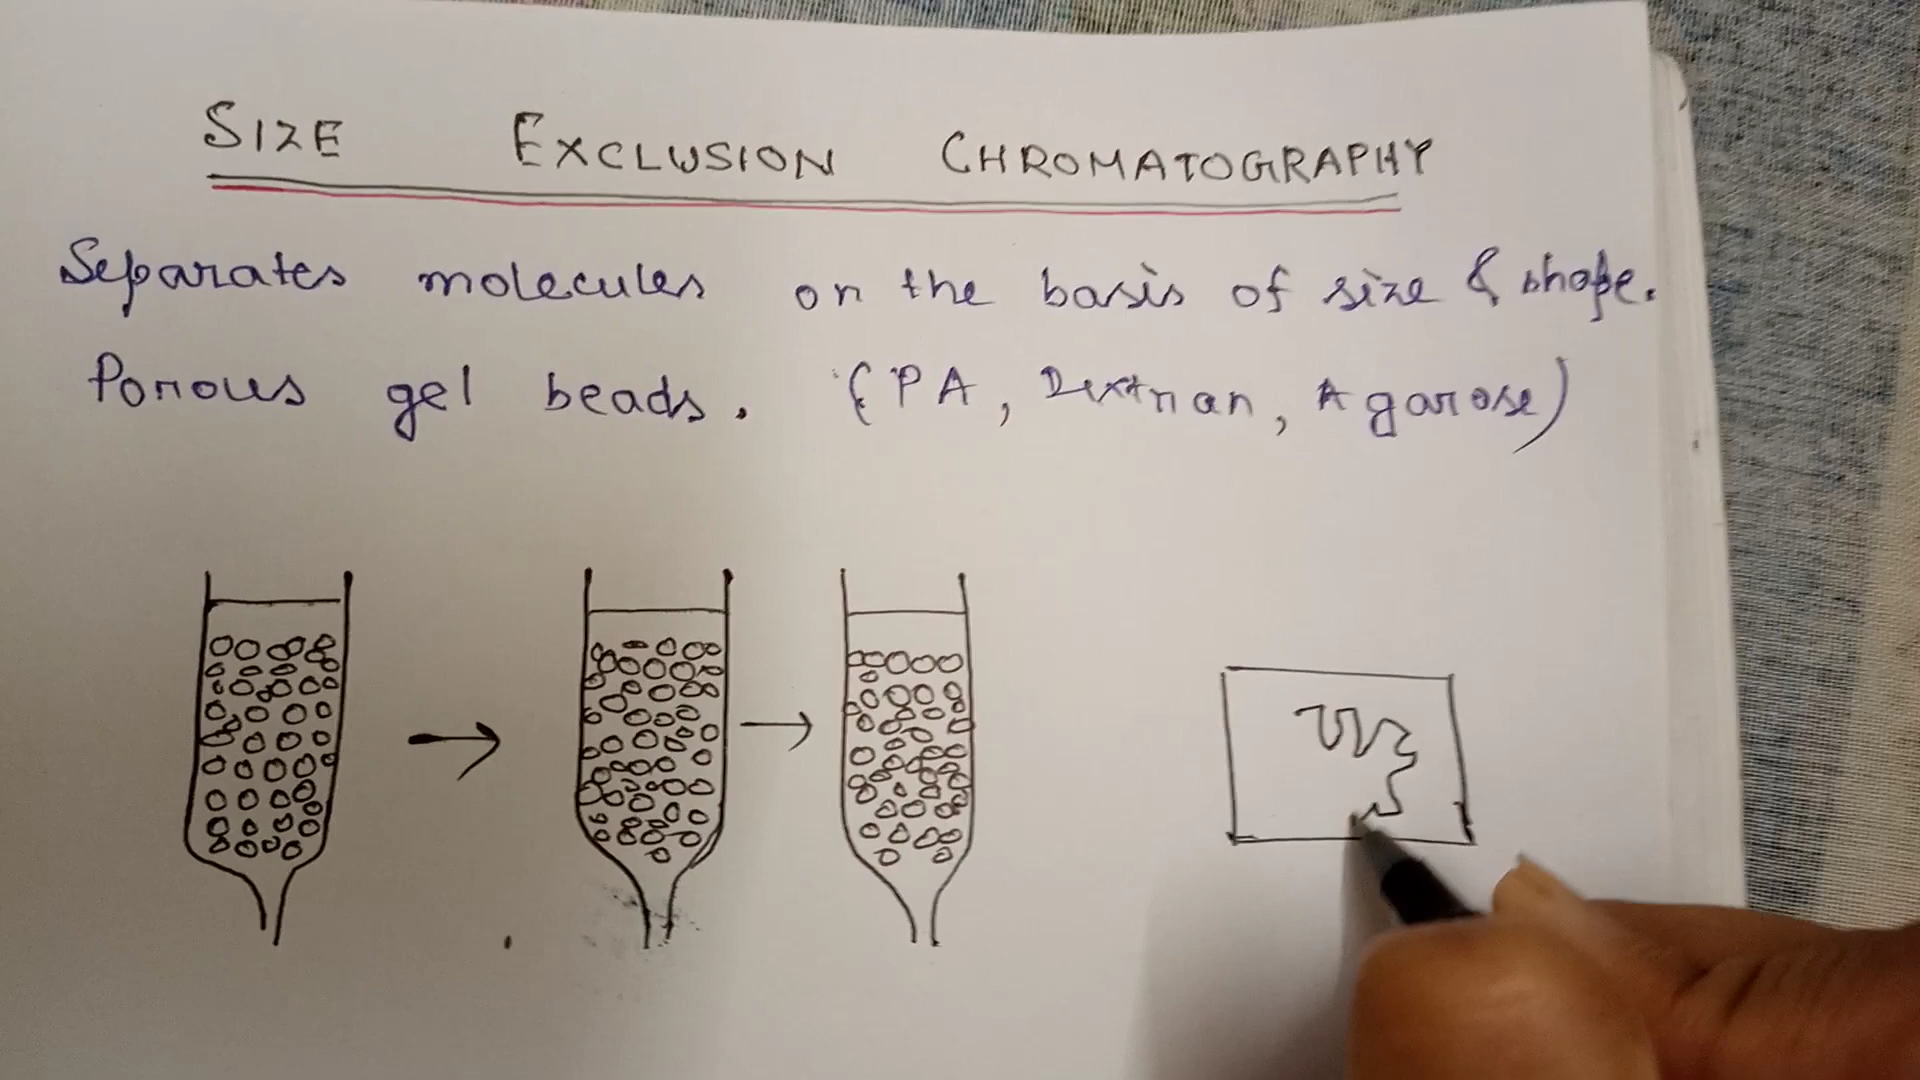 SIZE EXCLUSION CHROMATOGRAPHY
Separates molecules on the basis of size & shape.
Porous gel beads. (PA, Dextran, Agarose)